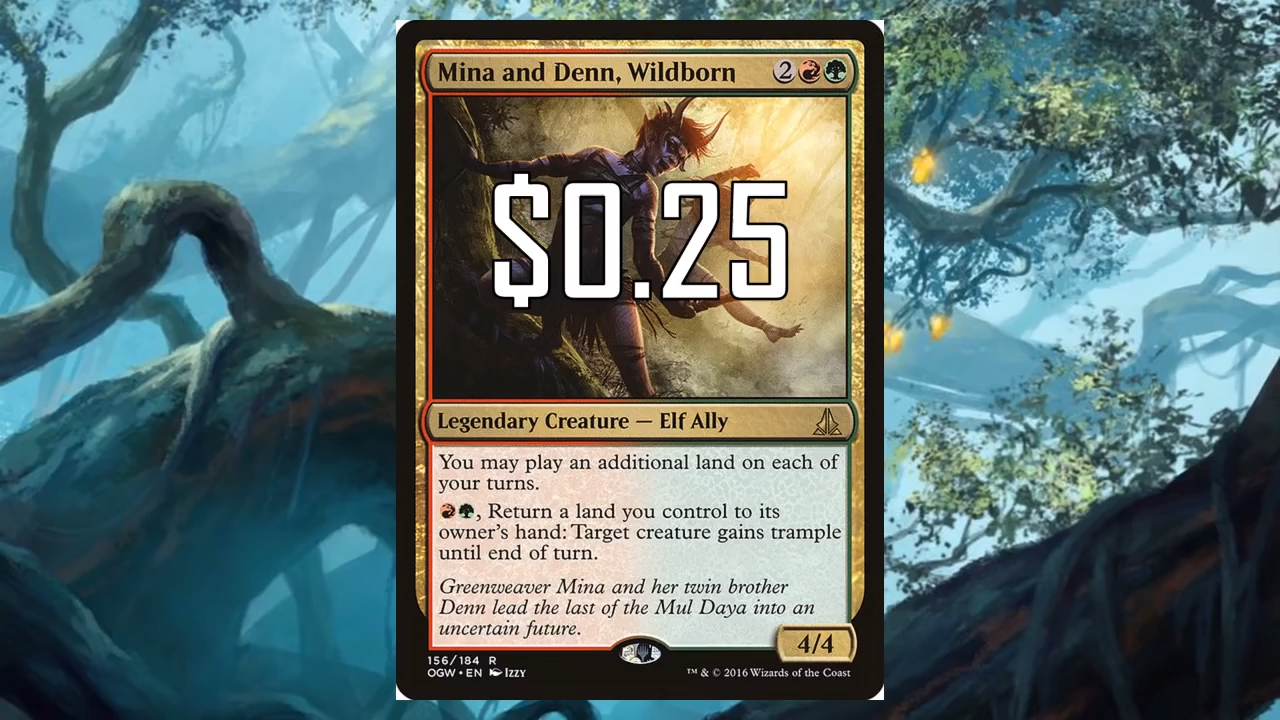 Mina and Denn, Wildborn 2
$0.25
Legendary Creature — Elf Ally
You may play an additional land on each of
your turns.
, Return a land you control to its
owner's hand: Target creature gains trample
until end of turn.
Greenweaver Mina and her twin brother
Denn lead the last of the Mul Daya into an
uncertain future.
4/4
156/184 R
OGW • EN Izzy
™ & © 2016 Wizards of the Coast